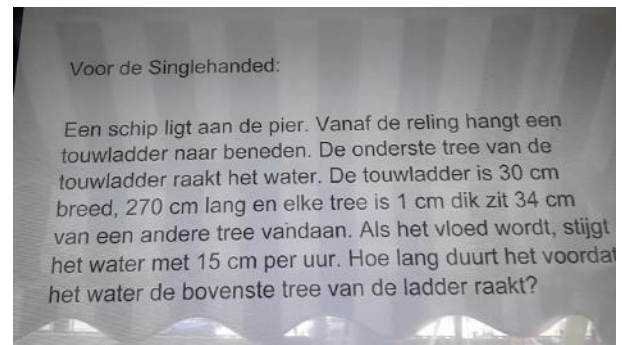 Voor de Singlehanded:
Een schip ligt aan de pier. Vanaf de reling hangt een
touwladder naar beneden. De onderste tree van de
touwladder raakt het water. De touwladder is 30 cm
breed, 270 cm lang en elke tree is 1 cm dik zit 34 cm
van een andere tree vandaan. Als het vloed wordt, stijgt
het water met 15 cm per uur. Hoe lang duurt het voordat
het water de bovenste tree van de ladder raakt?